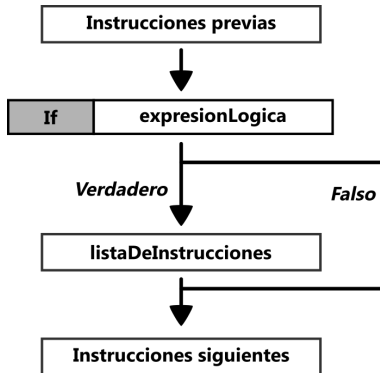 Instrucciones previas
If expresionLogica
Verdadero
Falso
listaDeInstrucciones
Instrucciones siguientes